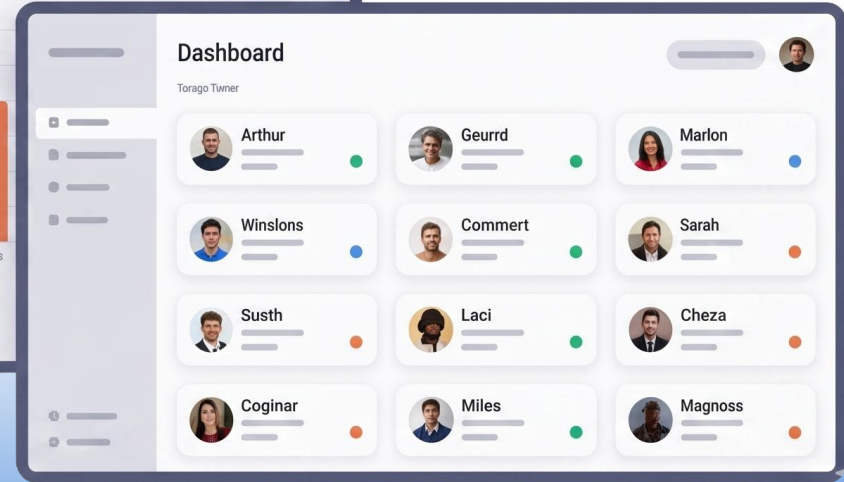 Dashboard
Torago Twner
Arthur
Geurrd
Marlon
Winslons
Commert
Sarah
Susth
Laci
Cheza
Coginar
Miles
Magnoss